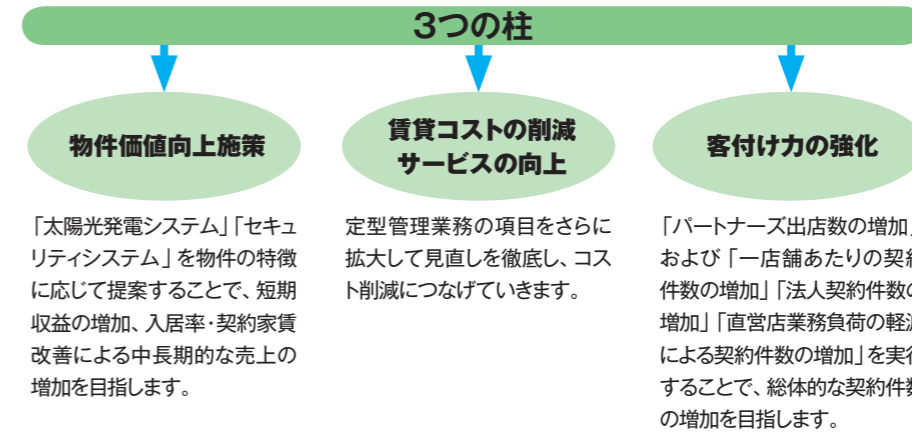 3つの柱
物件価値向上施策
「太陽光発電システム」「セキュ
リティシステム」を物件の特徴
に応じて提案することで、短期
収益の増加、入居率・契約家賃
改善による中長期的な売上の
増加を目指します。
賃貸コストの削減
サービスの向上
定型管理業務の項目をさらに
拡大して見直しを徹底し、コス
ト削減につなげていきます。
客付け力の強化
「パートナーズ出店数の増加」
および「一店舗あたりの契約
件数の増加」「法人契約件数の
増加」「直営店業務負荷の軽減
による契約件数の増加」を実行
することで、総体的な契約件数
の増加を目指します。